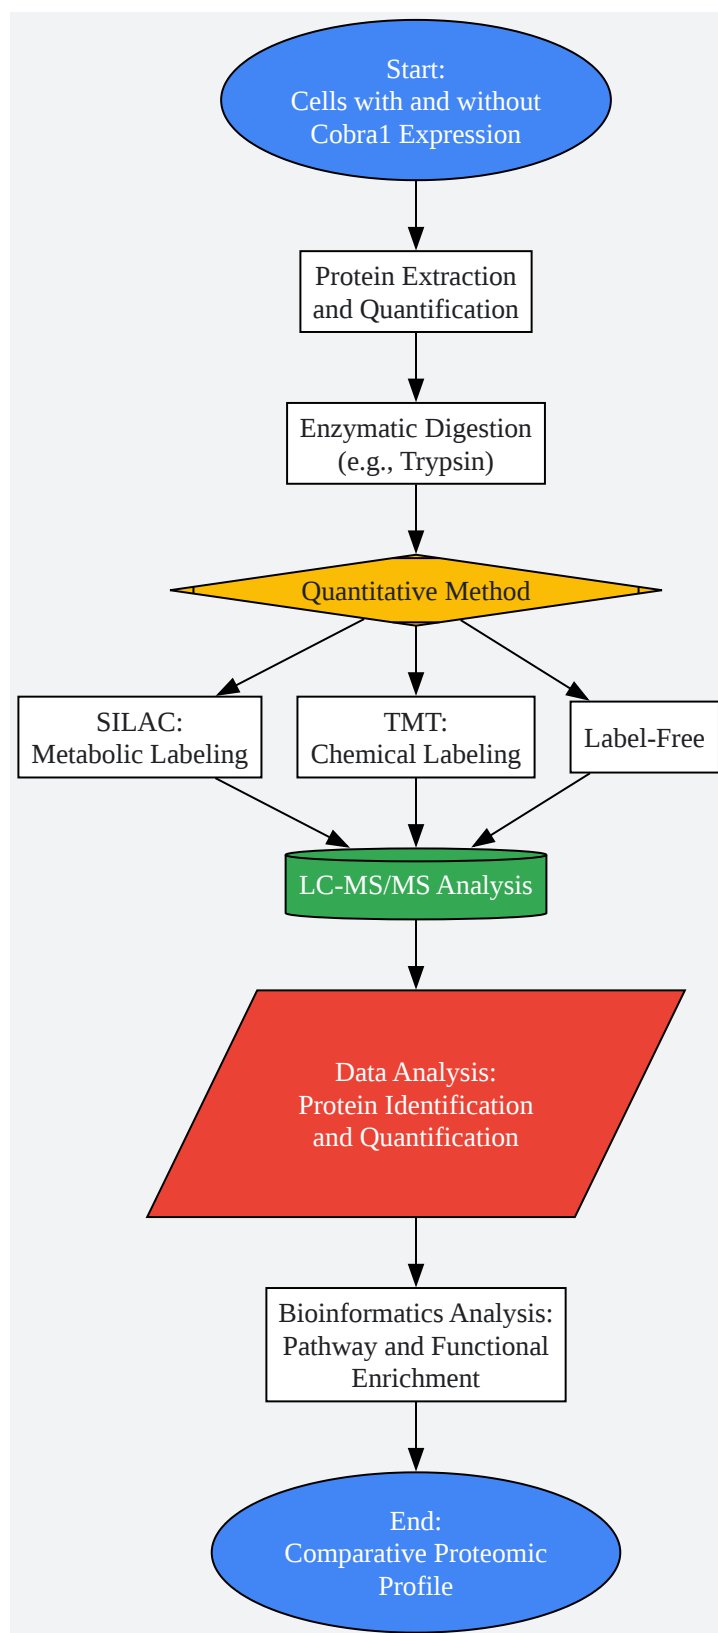 Start:
Cells with and without
Cobra1 Expression
Protein Extraction
and Quantification
Enzymatic Digestion
(e.g., Trypsin)
Quantitative Method
SILAC:
Metabolic Labeling
TMT:
Chemical Labeling
Label-Free
LC-MS/MS Analysis
Data Analysis:
Protein Identification
and Quantification
Bioinformatics Analysis:
Pathway and Functional
Enrichment
End:
Comparative Proteomic
Profile